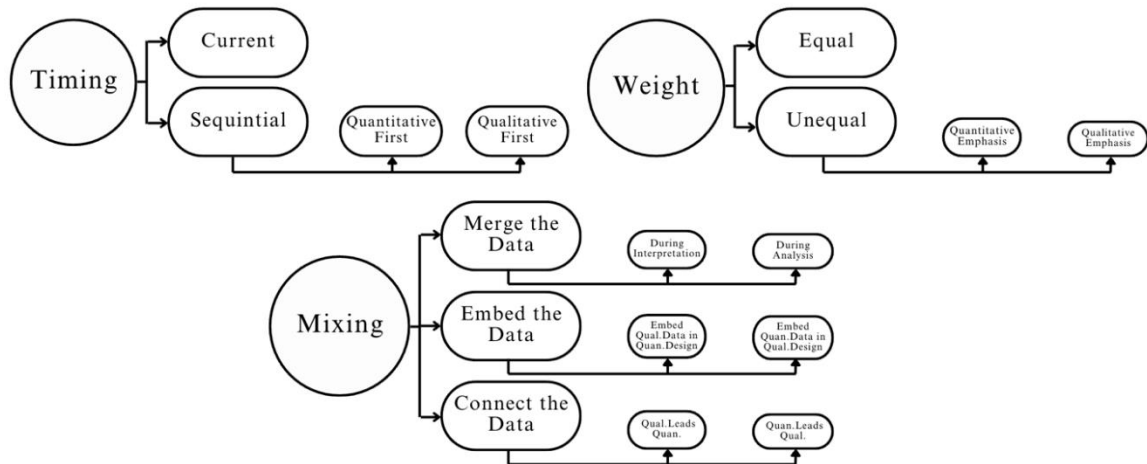 Timing
Current
Sequintial
Quantitative
First
Qualitative
First
Weight
Equal
Unequal
Quantitative
Emphasis
Qualitative
Emphasis
Mixing
Merge the
Data
During
Interpretation
During
Analysis
Embed the
Data
Embed
Qual.Data in
Quan.Design
Embed
Quan.Data in
Qual.Design
Connect the
Data
Qual.Leads
Quan.
Quan.Leads
Qual.